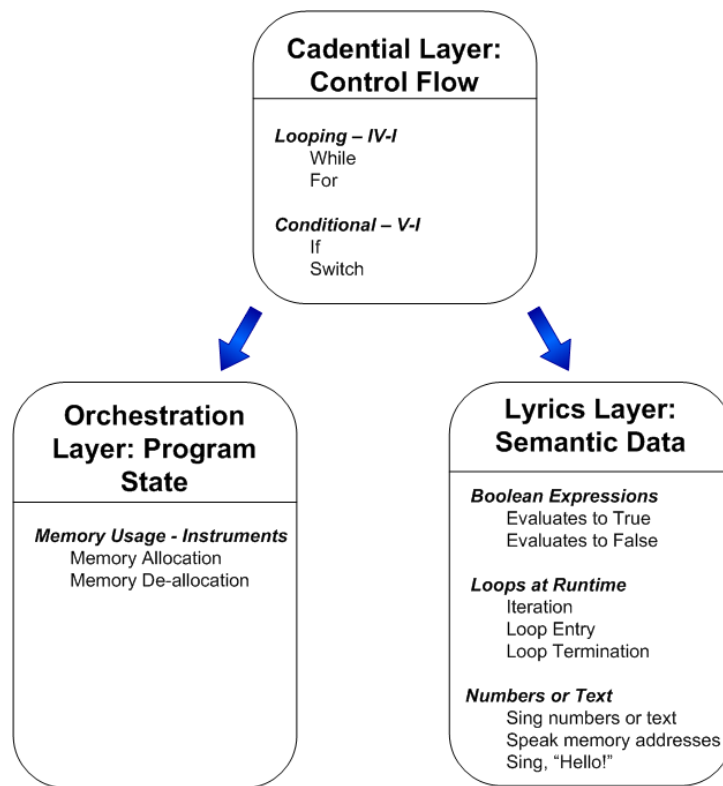 Cadential Layer:
Control Flow
Looping – IV-I
While
For
Conditional – V-I
If
Switch
Orchestration
Layer: Program
State
Memory Usage - Instruments
Memory Allocation
Memory De-allocation
Lyrics Layer:
Semantic Data
Boolean Expressions
Evaluates to True
Evaluates to False
Loops at Runtime
Iteration
Loop Entry
Loop Termination
Numbers or Text
Sing numbers or text
Speak memory addresses
Sing, “Hello!”